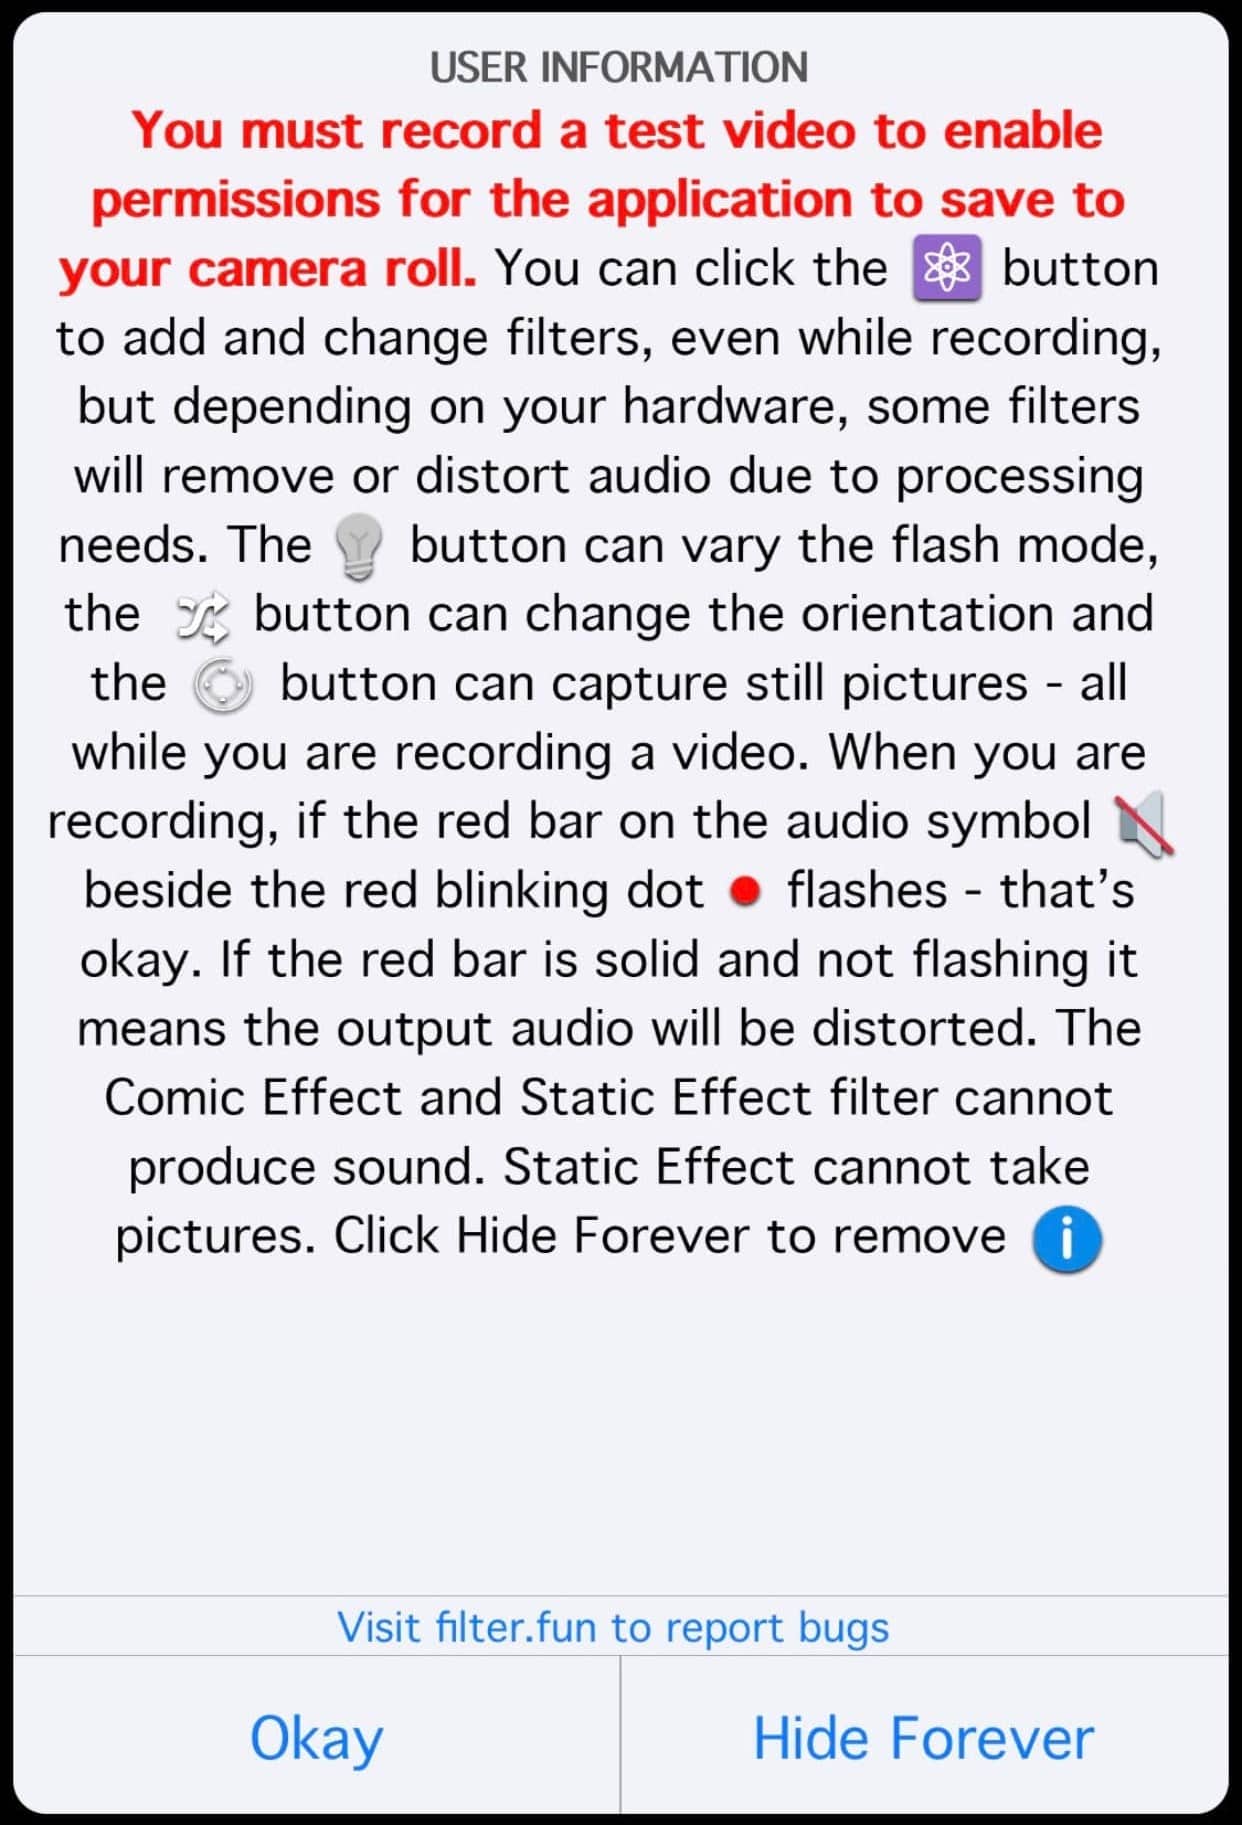 USER INFORMATION
You must record a test video to enable
permissions for the application to save to
your camera roll. You can click the button
to add and change filters, even while recording,
but depending on your hardware, some filters
will remove or distort audio due to processing
needs. The button can vary the flash mode,
the button can change the orientation and
the button can capture still pictures - all
while you are recording a video. When you are
recording, if the red bar on the audio symbol
beside the red blinking dot flashes - that’s
okay. If the red bar is solid and not flashing it
means the output audio will be distorted. The
Comic Effect and Static Effect filter cannot
produce sound. Static Effect cannot take
pictures. Click Hide Forever to remove
Visit filter.fun to report bugs
Okay
Hide Forever